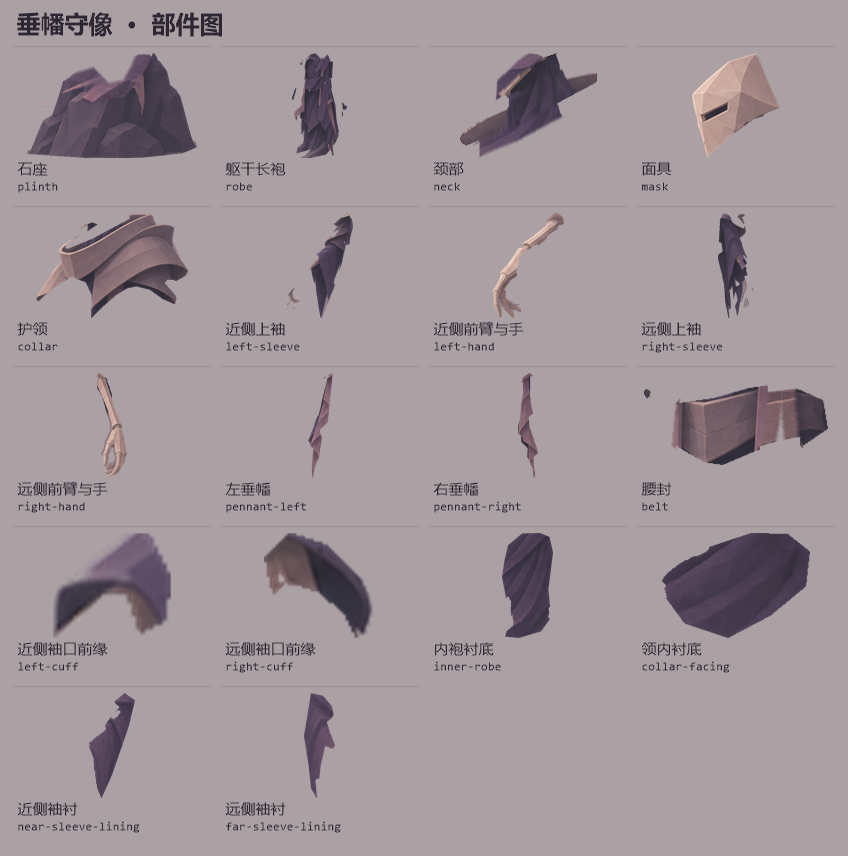 垂幡守像 • 部件图
石座
plinth
躯干长袍
robe
颈部
neck
面具
mask
护领
collar
近侧上袖
left-sleeve
近侧前臂与手
left-hand
远侧上袖
right-sleeve
远侧前臂与手
right-hand
左垂幡
pennant-left
右垂幡
pennant-right
腰封
belt
近侧袖口前缘
left-cuff
远侧袖口前缘
right-cuff
内袍衬底
inner-robe
领内衬底
collar-facing
近侧袖衬
near-sleeve-lining
远侧袖衬
far-sleeve-lining